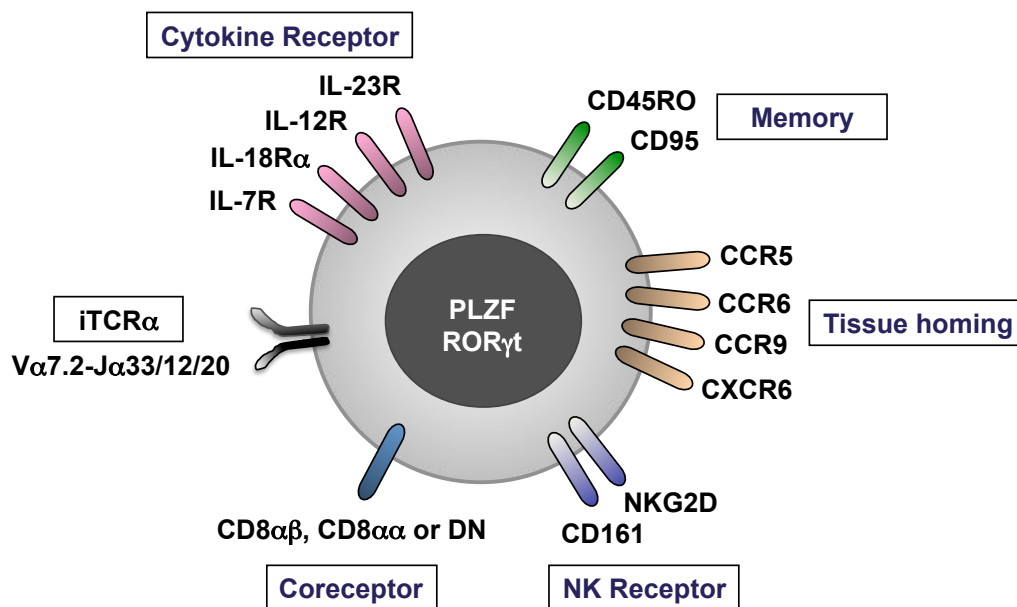 Cytokine Receptor
IL-23R
IL-12R
IL-18Rα
IL-7R
CD45RO
CD95
Memory
CCR5
CCR6
CCR9
CXCR6
Tissue homing
PLZF
RORγt
iTCRα
Vα7.2-Jα33/12/20
CD8αβ, CD8αα or DN
Coreceptor
NKG2D
CD161
NK Receptor